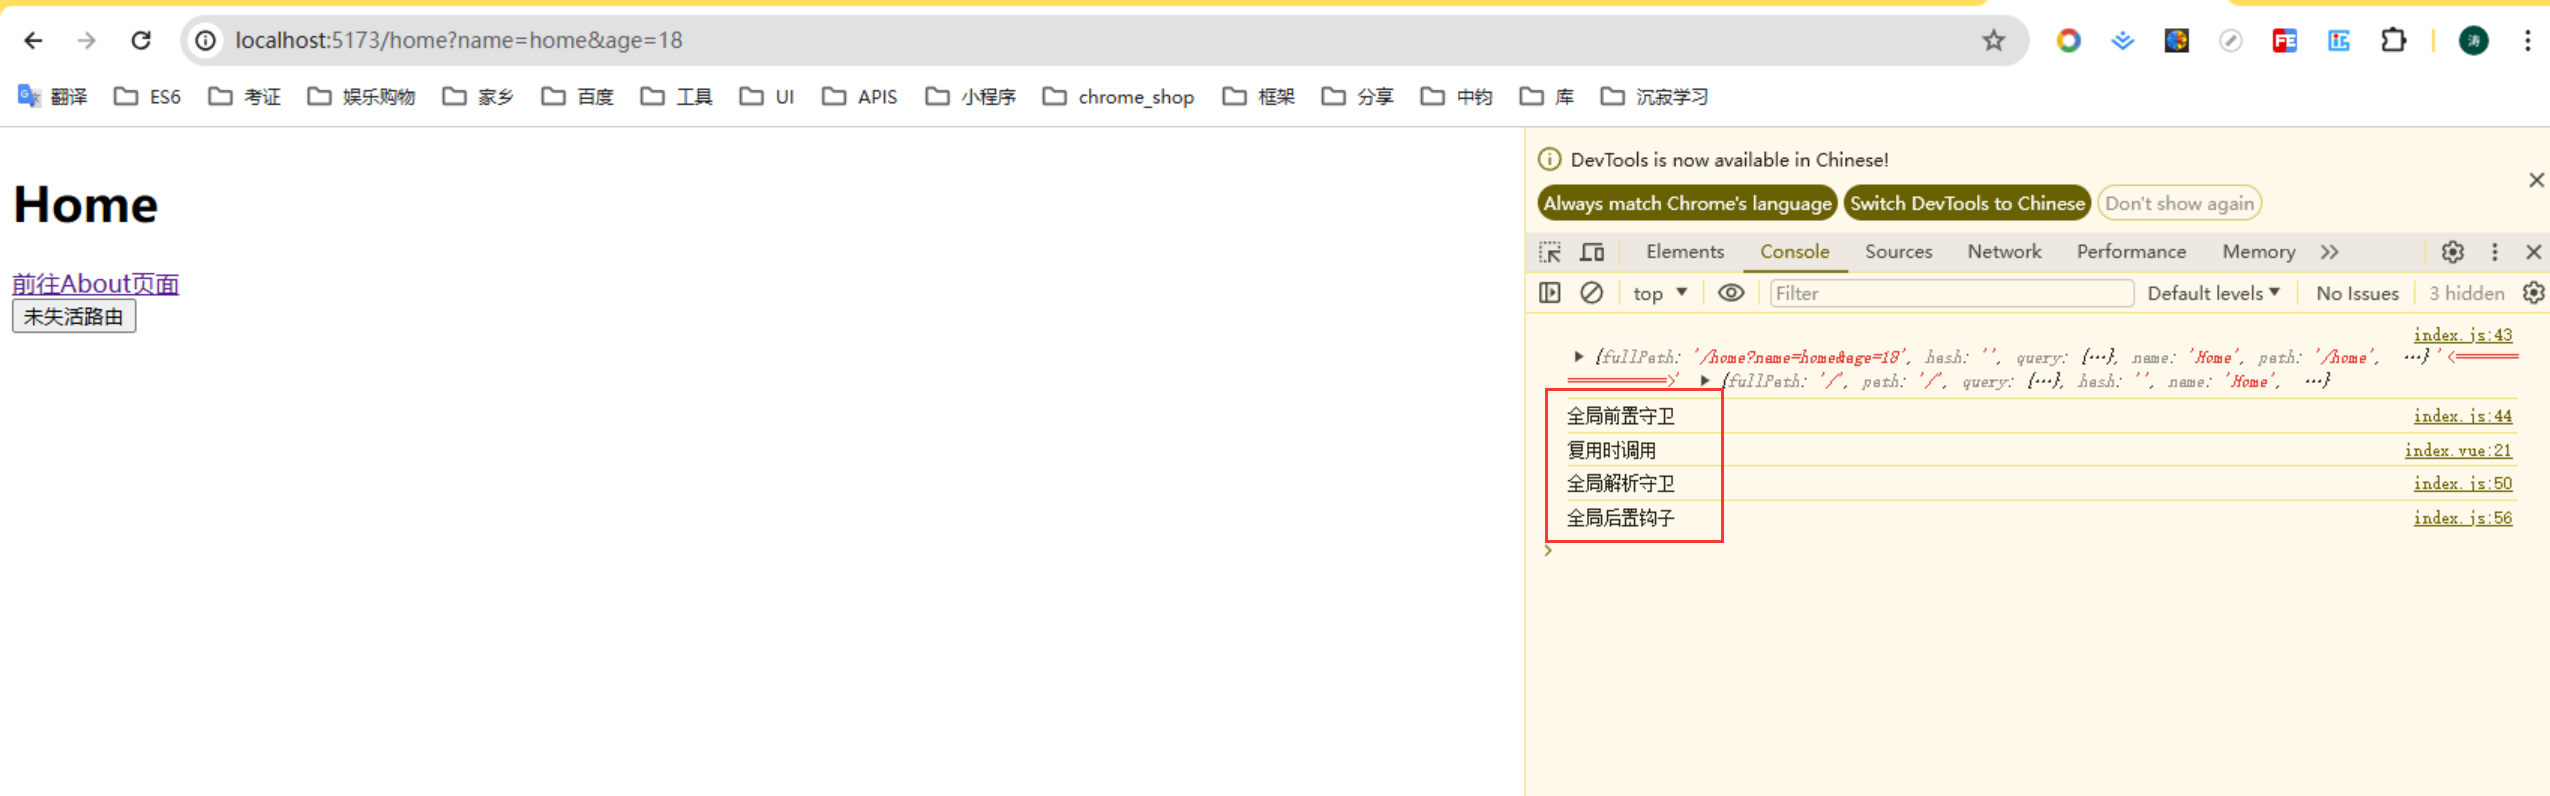 localhost:5173/home?name=home&age=18
翻译 ES6 考证 娱乐购物 家乡 百度 工具 UI APIS 小程序 chrome_shop 框架 分享 中钧 库 沉寂学习
Home
前往About页面
未失活路由
DevTools is now available in Chinese!
Always match Chrome's language Switch DevTools to Chinese Don't show again
Elements Console Sources Network Performance Memory
top Filter Default levels No Issues 3 hidden
index.js:43
{fullPath: '/home?name=home&age=18', hash: '', query: {…}, name: 'Home', path: '/home', …} '<=======
============>' {fullPath: '/', path: '/', query: {…}, hash: '', name: 'Home', …}
全局前置守卫 index.js:44
复用时调用 index.vue:21
全局解析守卫 index.js:50
全局后置钩子 index.js:56